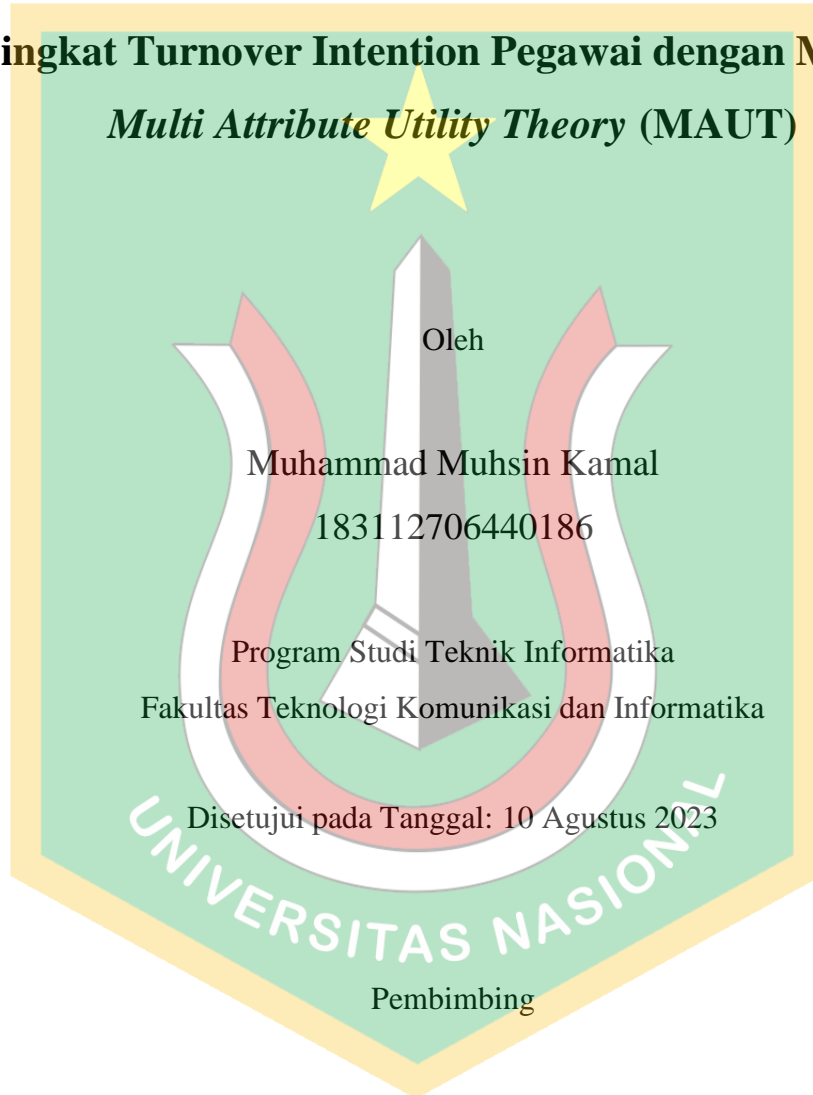 ingkat Turnover Intention Pegawai dengan M
Multi Attribute Utility Theory (MAUT)
Oleh
Muhammad Muhsin Kamal
183112706440186
Program Studi Teknik Informatika
Fakultas Teknologi Komunikasi dan Informatika
Disetujui pada Tanggal: 10 Agustus 2023
UNIVERSITAS NASIONAL
Pembimbing